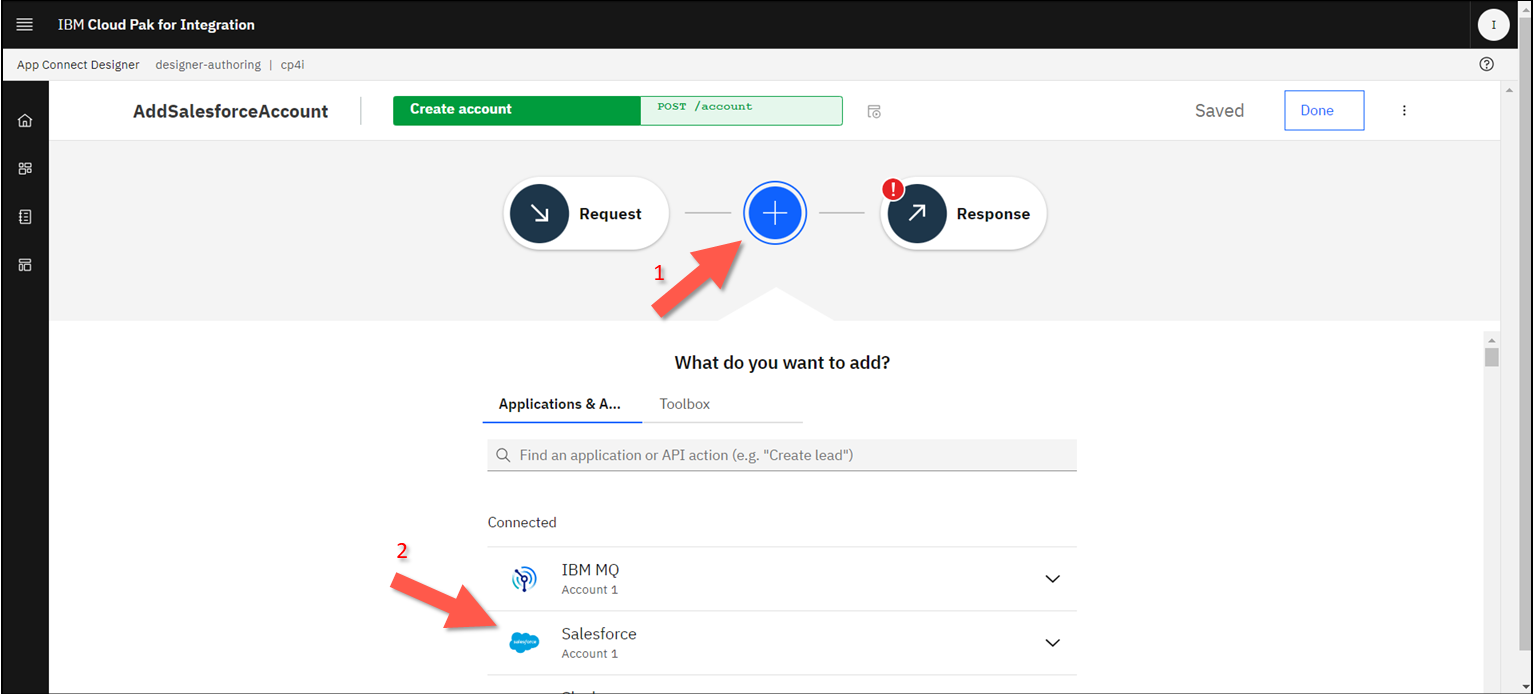 IBM Cloud Pak for Integration
I
App Connect Designer designer-authoring | cp4i
AddSalesforceAccount
Create account
POST /account
Saved
Done
Request
!
Response
1
What do you want to add?
Applications & A...
Toolbox
Find an application or API action (e.g. "Create lead")
Connected
2
IBM MQ
Account 1
salesforce
Salesforce
Account 1